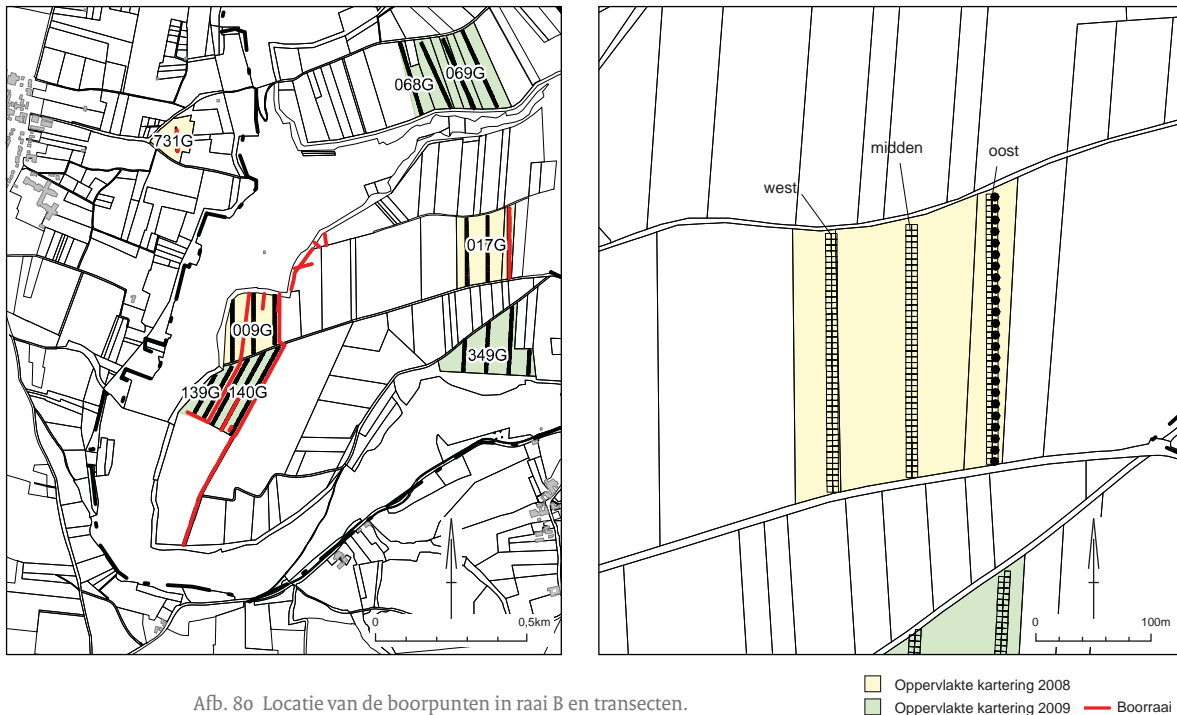 068G
069G
731G
017G
009G
349G
139G
140G
0
0,5km
west
midden
oost
0
100m
Afb. 80 Locatie van de boorpunten in raai B en transecten.
Oppervlakte kartering 2008
Oppervlakte kartering 2009
Boorraai